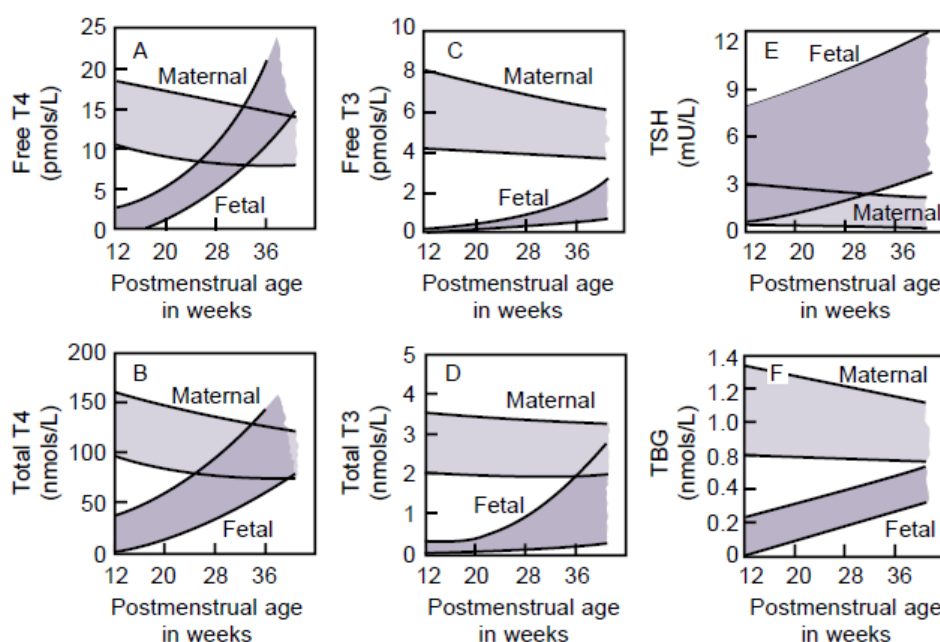 A
Free T4
(pmols/L)
25
20
15
10
5
0
Maternal
Fetal
12 20 28 36
Postmenstrual age
in weeks
C
Free T3
(pmols/L)
10
8
6
4
2
0
Maternal
Fetal
12 20 28 36
Postmenstrual age
in weeks
E
TSH
(mU/L)
12
9
6
3
0
Fetal
Maternal
12 20 28 36
Postmenstrual age
in weeks
B
Total T4
(nmols/L)
200
150
100
50
0
Maternal
Fetal
12 20 28 36
Postmenstrual age
in weeks
D
Total T3
(nmols/L)
5
4
3
2
1
0
Maternal
Fetal
12 20 28 36
Postmenstrual age
in weeks
F
TBG
(nmols/L)
1.4
1.2
1.0
0.8
0.4
0.2
0
Maternal
Fetal
12 20 28 36
Postmenstrual age
in weeks